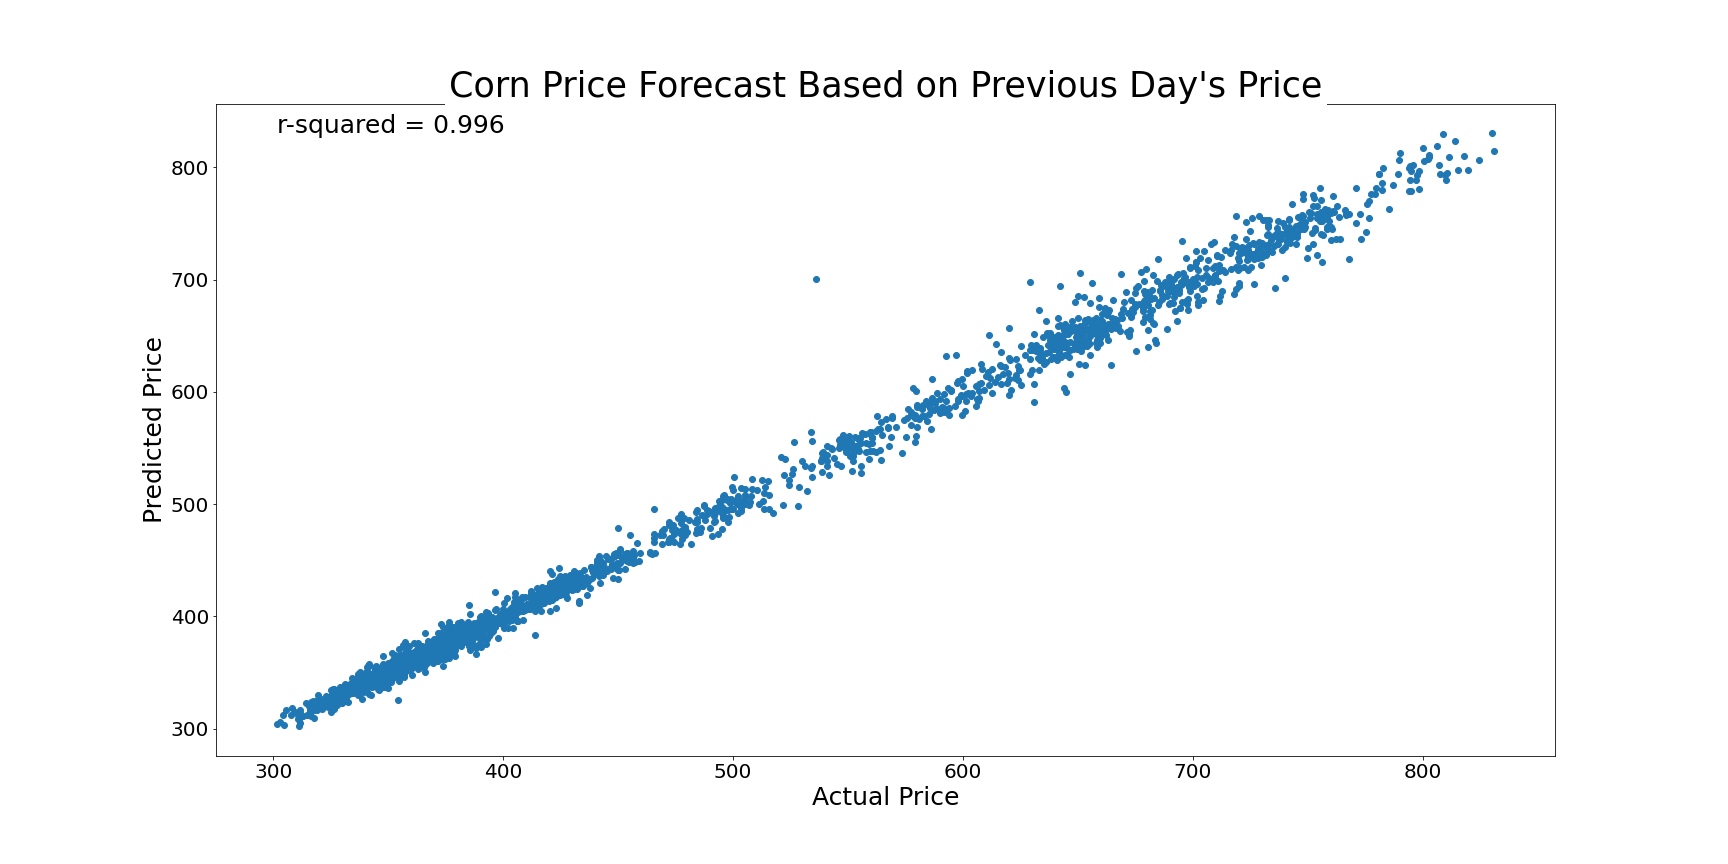 Corn Price Forecast Based on Previous Day's Price
r-squared = 0.996
Predicted Price
800
700
600
500
400
300
300 400 500 600 700 800
Actual Price